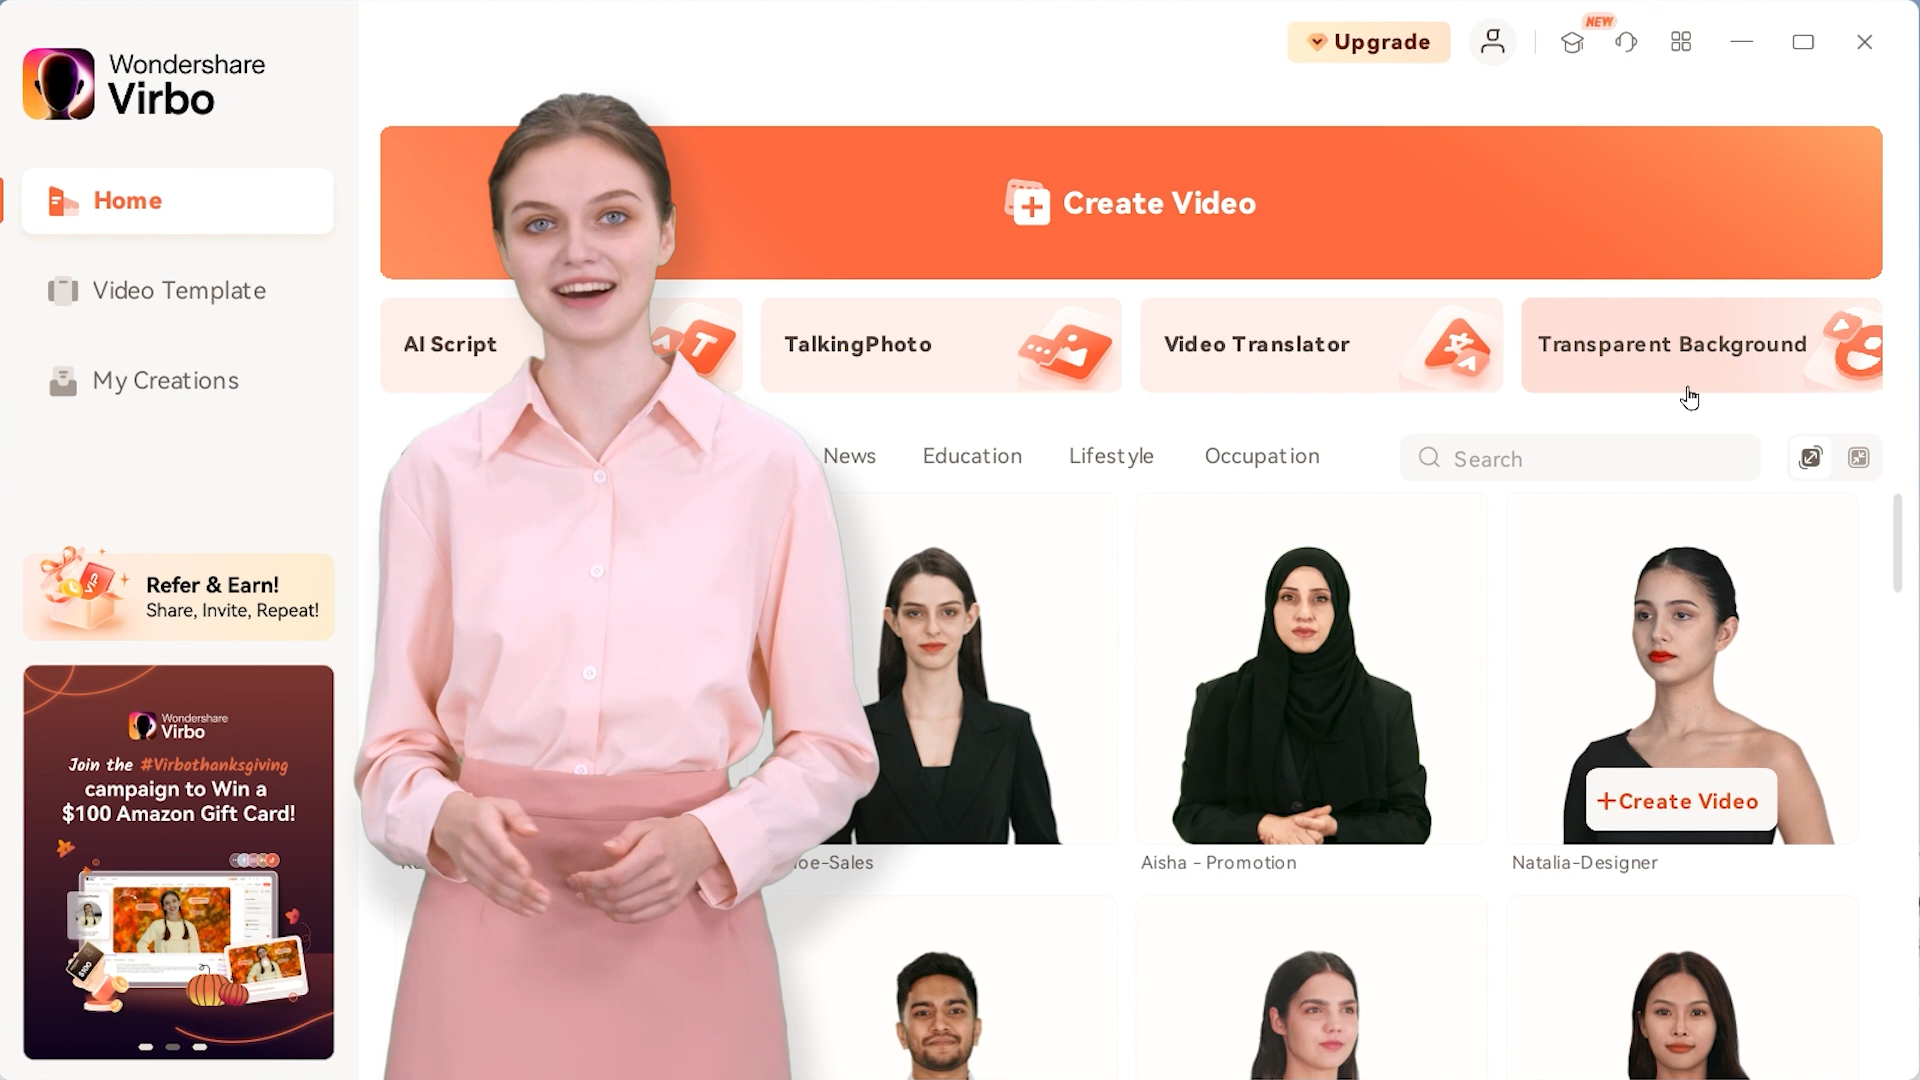 Wondershare
Virbo
Home
Video Template
My Creations
Refer & Earn!
Share, Invite, Repeat!
VIP
Wondershare
Virbo
Join the #Virbothanksgiving
campaign to Win a
$100 Amazon Gift Card!
$100
NEW
Upgrade
Create Video
AI Script
TalkingPhoto
Video Translator
Transparent Background
News
Education
Lifestyle
Occupation
Search
+Create Video
oe-Sales
Aisha - Promotion
Natalia-Designer